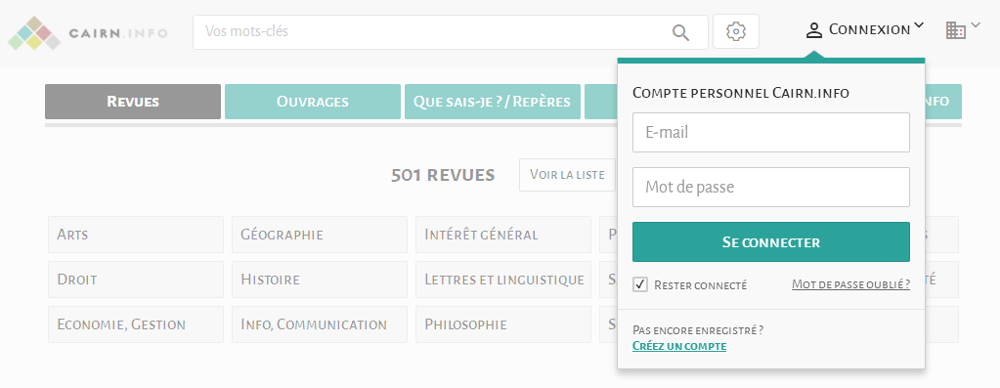 CAIRN.INFO
Vos mots-clés
Connexion
Revues
Ouvrages
Que sais-je ? / Repères
NFO
501 revues
Voir la liste
Compte personnel Cairn.info
E-mail
Mot de passe
Se connecter
Rester connecté
Mot de passe oublié ?
Pas encore enregistré ?
Créez un compte
Arts
Géographie
Intérêt général
P
S
Droit
Histoire
Lettres et linguistique
S
té
Economie, Gestion
Info, Communication
Philosophie
S